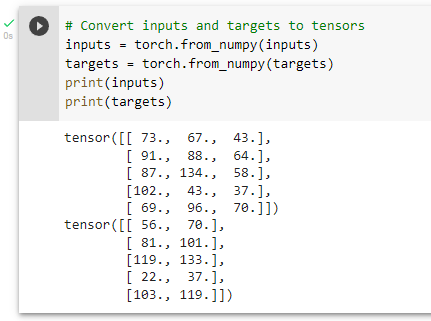 # Convert inputs and targets to tensors
inputs = torch.from_numpy(inputs)
targets = torch.from_numpy(targets)
print(inputs)
print(targets)
0s
tensor([[ 73.,  67.,  43.],
        [ 91.,  88.,  64.],
        [ 87., 134.,  58.],
        [102.,  43.,  37.],
        [ 69.,  96.,  70.]])
tensor([[ 56.,  70.],
        [ 81., 101.],
        [119., 133.],
        [ 22.,  37.],
        [103., 119.]])